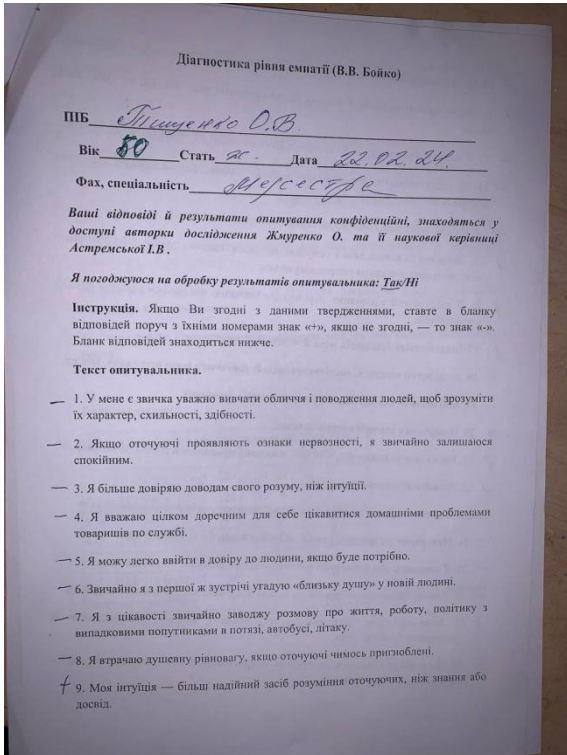 Діагностика рівня емпатії (В.В. Бойко)
ПІБ Тищенко О.В.
Вік 50 Стать ж. Дата 22.02.24.
Фах, спеціальність Медсестра
Ваші відповіді й результати опитування конфіденційні, знаходяться у
доступі авторки дослідження Жмуренко О. та її наукової керівниці
Астремської І.В .
Я погоджуюся на обробку результатів опитувальника: Так/Ні
Інструкція. Якщо Ви згодні з даними твердженнями, ставте в бланку
відповідей поруч з їхніми номерами знак «+», якщо не згодні, — то знак «-».
Бланк відповідей знаходиться нижче.
Текст опитувальника.
— 1. У мене є звичка уважно вивчати обличчя і поводження людей, щоб зрозуміти
їх характер, схильності, здібності.
— 2. Якщо оточуючі проявляють ознаки нервозності, я звичайно залишаюся
спокійним.
— 3. Я більше довіряю доводам свого розуму, ніж інтуїції.
— 4. Я вважаю цілком доречним для себе цікавитися домашніми проблемами
товаришів по службі.
— 5. Я можу легко ввійти в довіру до людини, якщо буде потрібно.
— 6. Звичайно я з першої ж зустрічі угадую «близьку душу» у новій людині.
— 7. Я з цікавості звичайно заводжу розмову про життя, роботу, політику з
випадковими попутниками в потязі, автобусі, літаку.
— 8. Я втрачаю душевну рівновагу, якщо оточуючі чимось пригноблені.
+ 9. Моя інтуїція — більш надійний засіб розуміння оточуючих, ніж знання або
досвід.